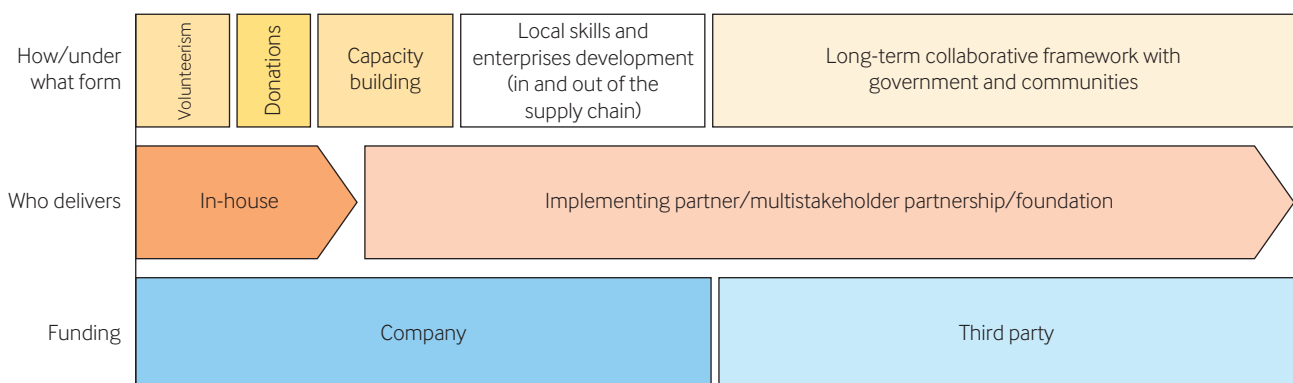 How/under
what form
Volunteerism
Donations
Capacity
building
Local skills and
enterprises development
(in and out of the
supply chain)
Long-term collaborative framework with
government and communities
Who delivers
In-house
Implementing partner/multistakeholder partnership/foundation
Funding
Company
Third party